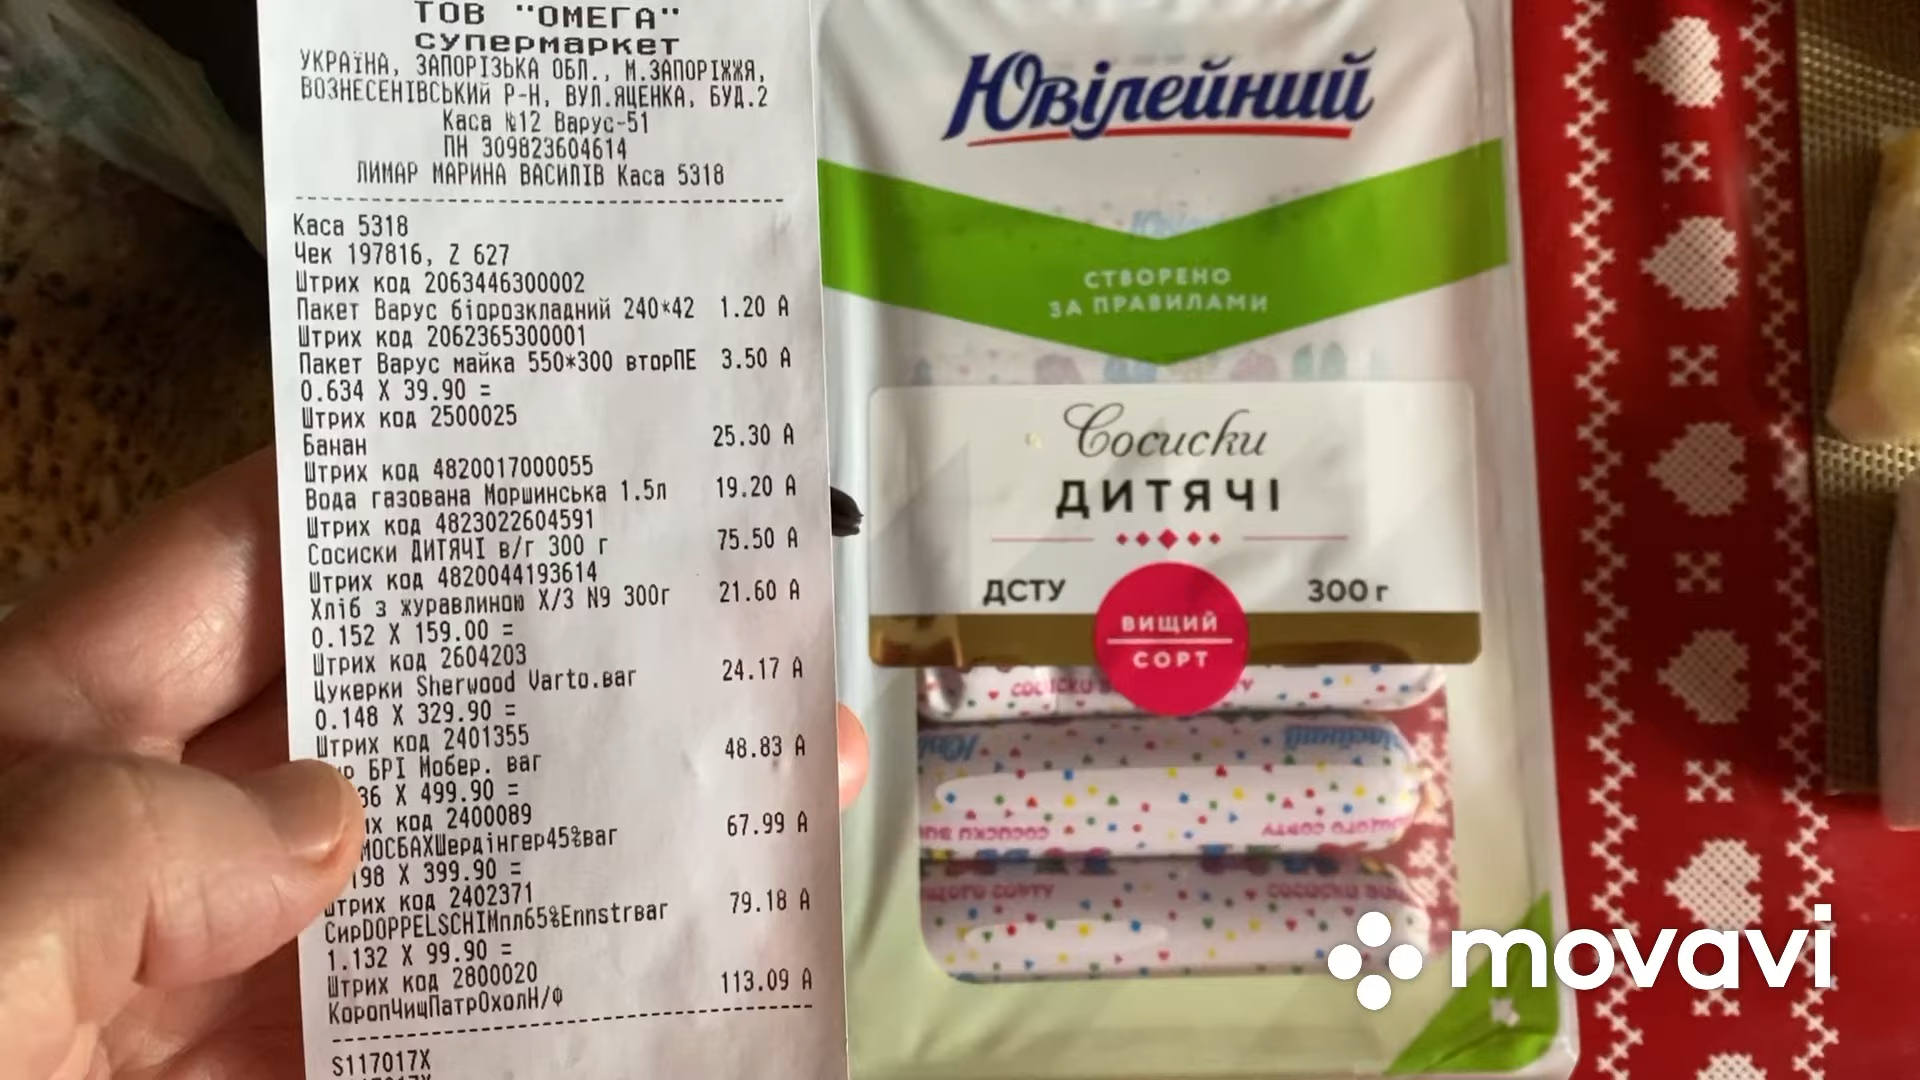 ТОВ "ОМЕГА"
супермаркет
УКРАЇНА, ЗАПОРІЗЬКА ОБЛ., М.ЗАПОРІЖЖЯ,
ВОЗНЕСЕНІВСЬКИЙ Р-Н, ВУЛ.ЯЦЕНКА, БУД.2
Каса №12 Варус-51
ПН 309823604614
ЛИМАР МАРИНА ВАСИЛІВ Каса 5318
Каса 5318
Чек 197816, Z 627
Штрих код 2063446300002
Пакет Варус біорозкладний 240*42 1.20 А
Штрих код 2062365300001
Пакет Варус майка 550*300 вторПЕ 3.50 А
0.634 X 39.90 =
Штрих код 2500025
Банан 25.30 А
Штрих код 4820017000055
Вода газована Моршинська 1.5л 19.20 А
Штрих код 4823022604591
Сосиски ДИТЯЧІ в/г 300 г 75.50 А
Штрих код 4820044193614
Хліб з журавлиною Х/З N9 300г 21.60 А
0.152 X 159.00 =
Штрих код 2604203
Цукерки Sherwood Varto.ваг 24.17 А
0.148 X 329.90 =
Штрих код 2401355
р БРІ Мобер. ваг 48.83 А
36 X 499.90 =
их код 2400089
МОСБАХШердінгер45%ваг 67.99 А
198 X 399.90 =
Штрих код 2402371
СирDOPPELSCHIMпл65%Ennstrваг 79.18 А
1.132 X 99.90 =
Штрих код 2800020
КоропЧищПатрОхолН/Ф 113.09 А
S117017X
Ювілейний
СТВОРЕНО
ЗА ПРАВИЛАМИ
Сосиски
ДИТЯЧІ
ДСТУ 300 г
ВИЩИЙ
СОРТ
movavi